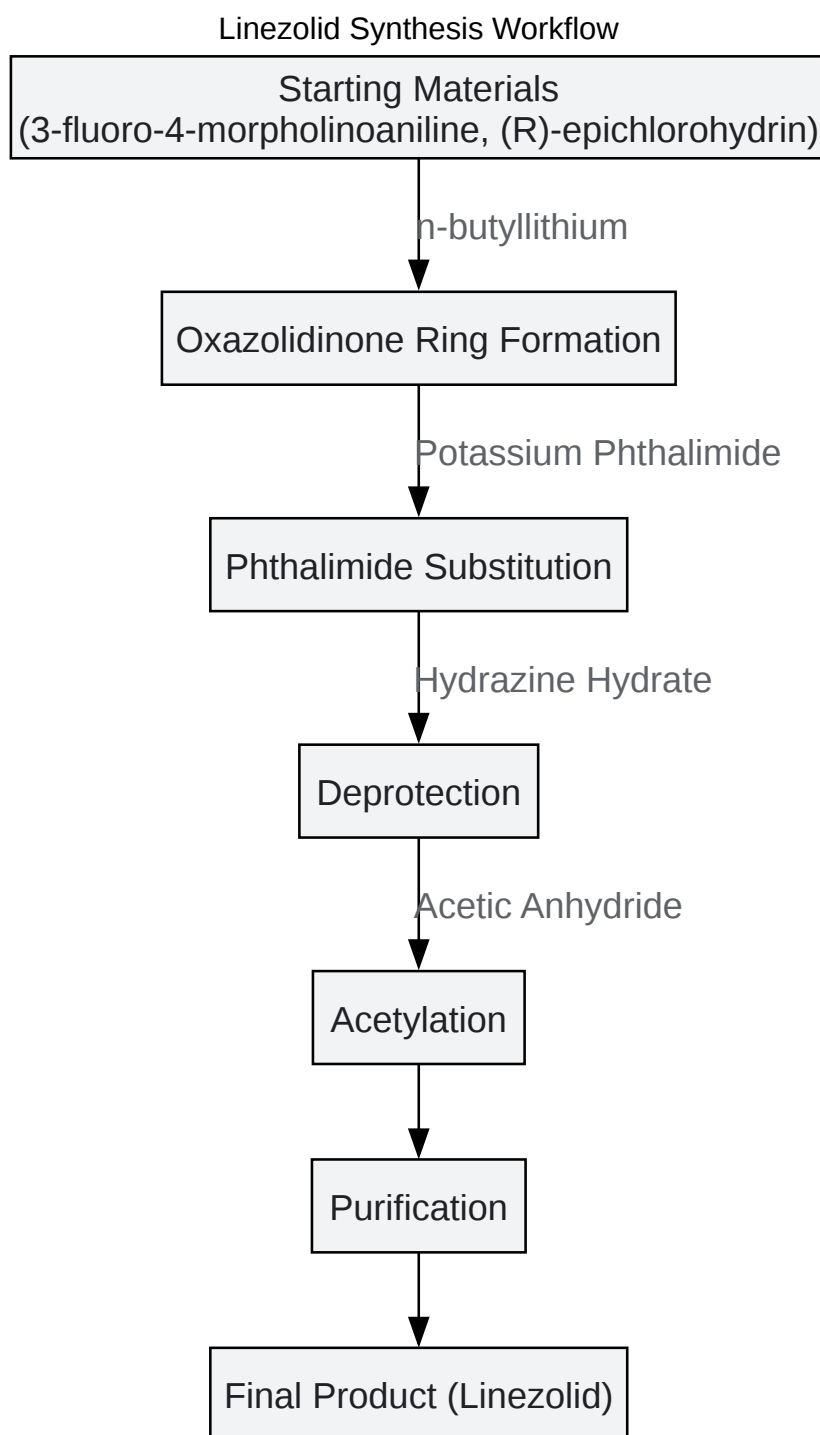 Linezolid Synthesis Workflow
Starting Materials
(3-fluoro-4-morpholinoaniline, (R)-epichlorohydrin)
n-butyllithium
Oxazolidinone Ring Formation
Potassium Phthalimide
Phthalimide Substitution
Hydrazine Hydrate
Deprotection
Acetic Anhydride
Acetylation
Purification
Final Product (Linezolid)